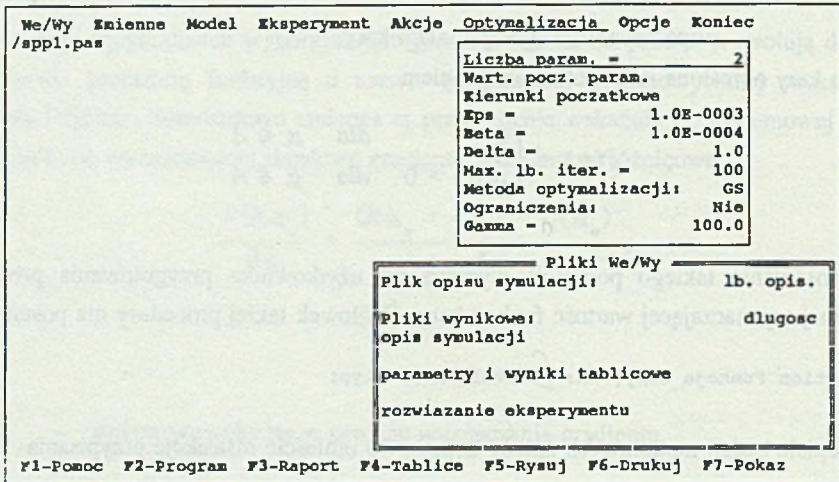 We/Wy Zmienne Model Eksperyment Akcje Optymalizacja Opcje Koniec
/spp1.pas
Liczba param. = 2
Wart. pocz. param.
Kierunki poczatkowe
Eps = 1.0E-0003
Beta = 1.0E-0004
Delta = 1.0
Max. lb. iter. = 100
Metoda optymalizcji: GS
Ograniczenia: Nie
Gamma = 100.0
Pliki We/Wy
Plik opisu symulacji: lb. opis.
Pliki wynikowe: dlugosc
opis symulacji
parametry i wyniki tablicowe
rozwiazanie eksperymentu
F1-Pomoc F2-Program F3-Raport F4-Tablice F5-Rysuj F6-Drukuj F7-Pokaz